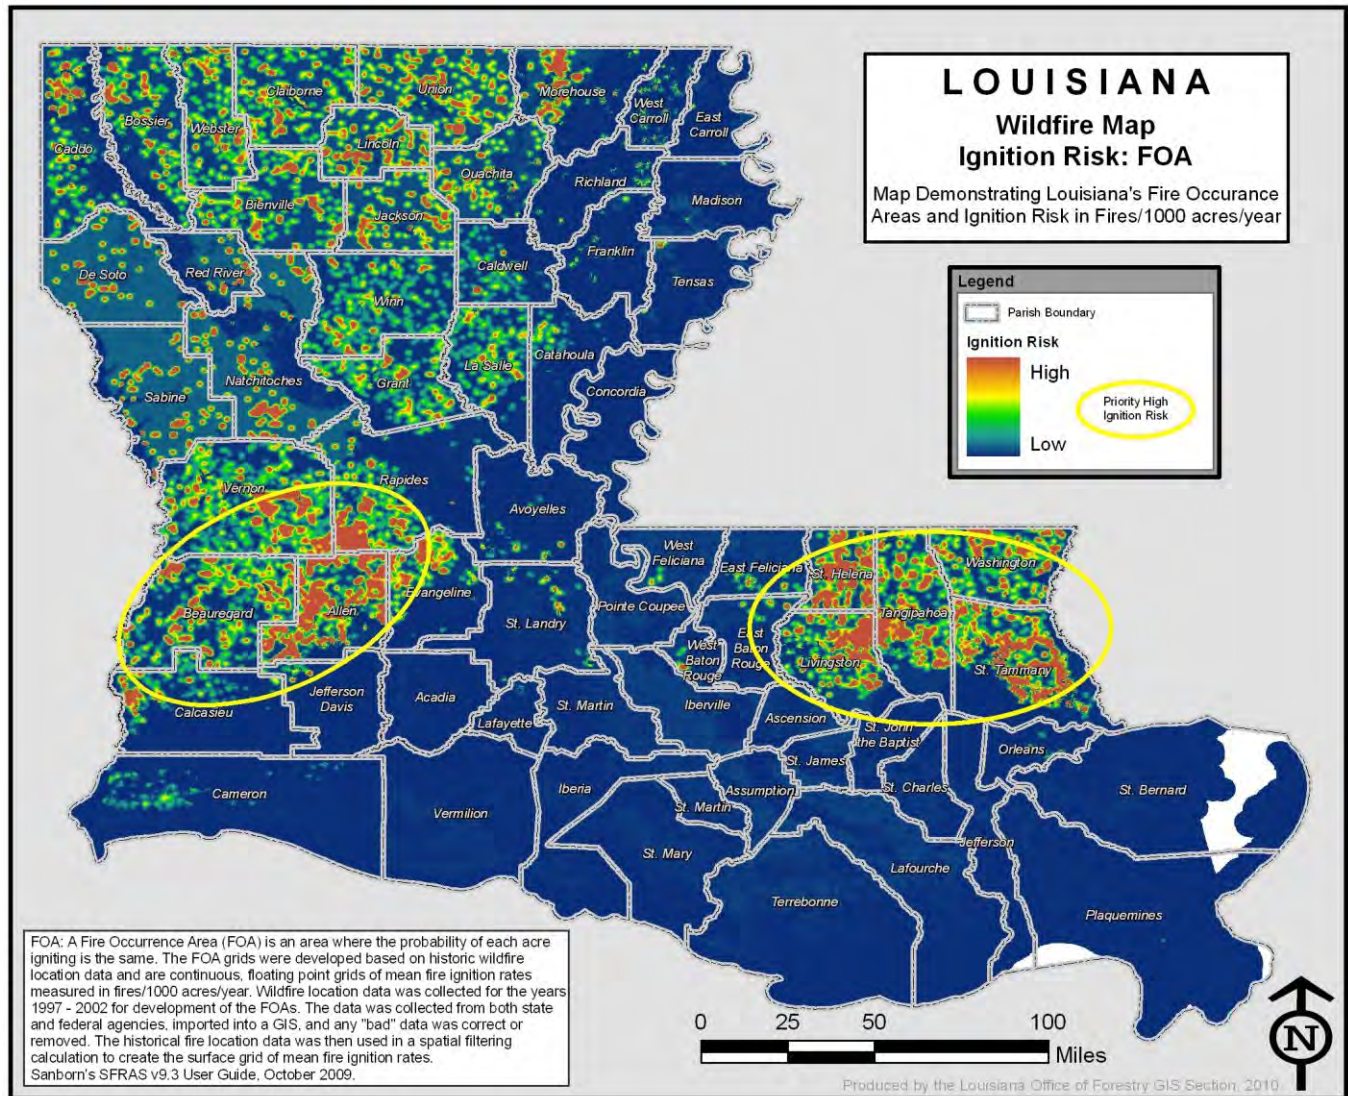 LOUISIANA
Wildfire Map
Ignition Risk: FOA
Map Demonstrating Louisiana's Fire Occurance
Areas and Ignition Risk in Fires/1000 acres/year
Legend
Parish Boundary
Ignition Risk
High
Low
Priority High
Ignition Risk
Caddo
Bossier
Webster
Claiborne
Union
Morehouse
West
Carroll
East
Carroll
Lincoln
Ouachita
Richland
Madison
Bienville
Jackson
Franklin
Tensas
De Soto
Red River
Caldwell
Winn
Sabine
Natchitoches
Grant
La Salle
Catahoula
Concordia
Vernon
Rapides
Avoyelles
West
Feliciana
East Feliciana
St. Helena
Washington
Beauregard
Allen
Evangeline
St. Landry
Pointe Coupee
Tangipahoa
East
Baton
Rouge
West
Baton
Rouge
Livingston
St. Tammany
Calcasieu
Jefferson
Davis
Acadia
Lafayette
St. Martin
Iberville
Ascension
St. John
the Baptist
Orleans
St. James
Cameron
Vermilion
Iberia
St. Martin
Assumption
St. Charles
St. Bernard
St. Mary
Jefferson
Lafourche
Terrebonne
Plaquemines
FOA: A Fire Occurrence Area (FOA) is an area where the probability of each acre
igniting is the same. The FOA grids were developed based on historic wildfire
location data and are continuous, floating point grids of mean fire ignition rates
measured in fires/1000 acres/year. Wildfire location data was collected for the years
1997 - 2002 for development of the FOAs. The data was collected from both state
and federal agencies, imported into a GIS, and any "bad" data was correct or
removed. The historical fire location data was then used in a spatial filtering
calculation to create the surface grid of mean fire ignition rates.
Sanborn's SFRAS v9.3 User Guide, October 2009.
0 25 50 100
Miles
N
Produced by the Louisiana Office of Forestry GIS Section, 2010